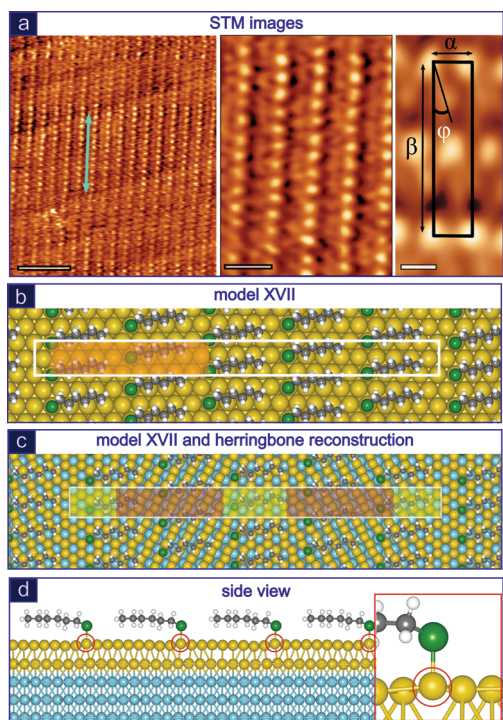 a
STM images
α
β
φ
b
model XVII
c
model XVII and herringbone reconstruction
d
side view